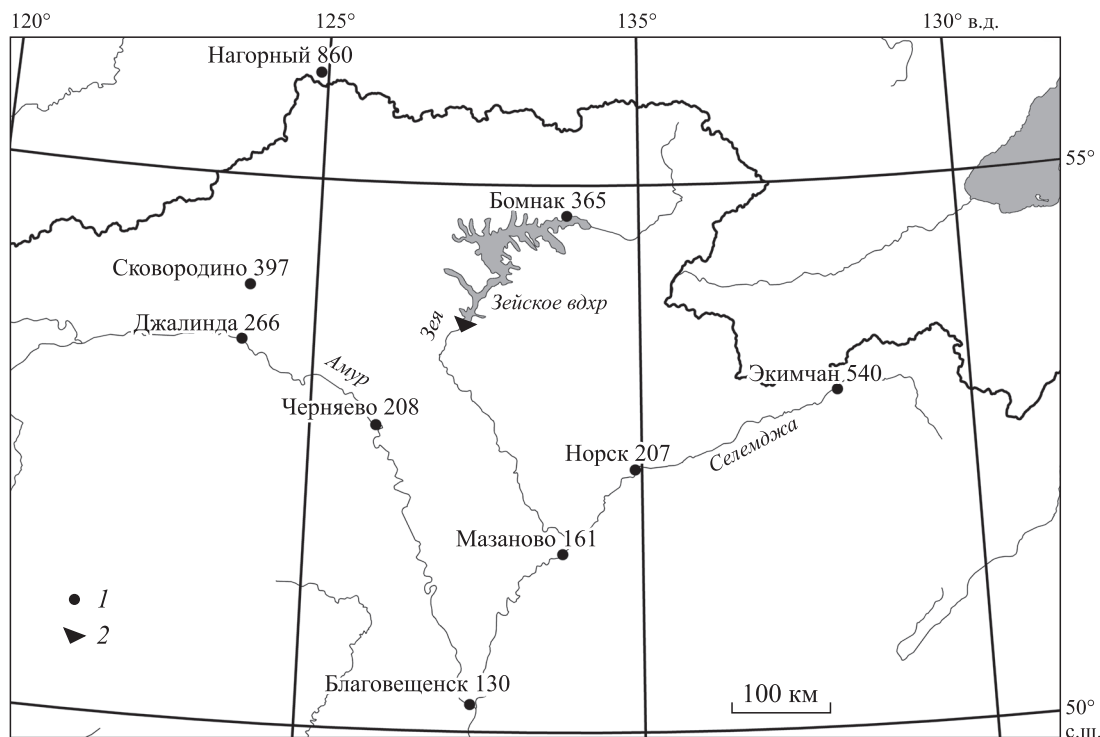 120°
125°
135°
130° в.д.
Нагорный 860
55°
Бомнак 365
Сковородино 397
Зейское вдхр
Джалинда 266
Зея
Амур
Экимчан 540
Черняево 208
Селемджа
Норск 207
Мазаново 161
1
2
Благовещенск 130
100 км
50°
с.ш.